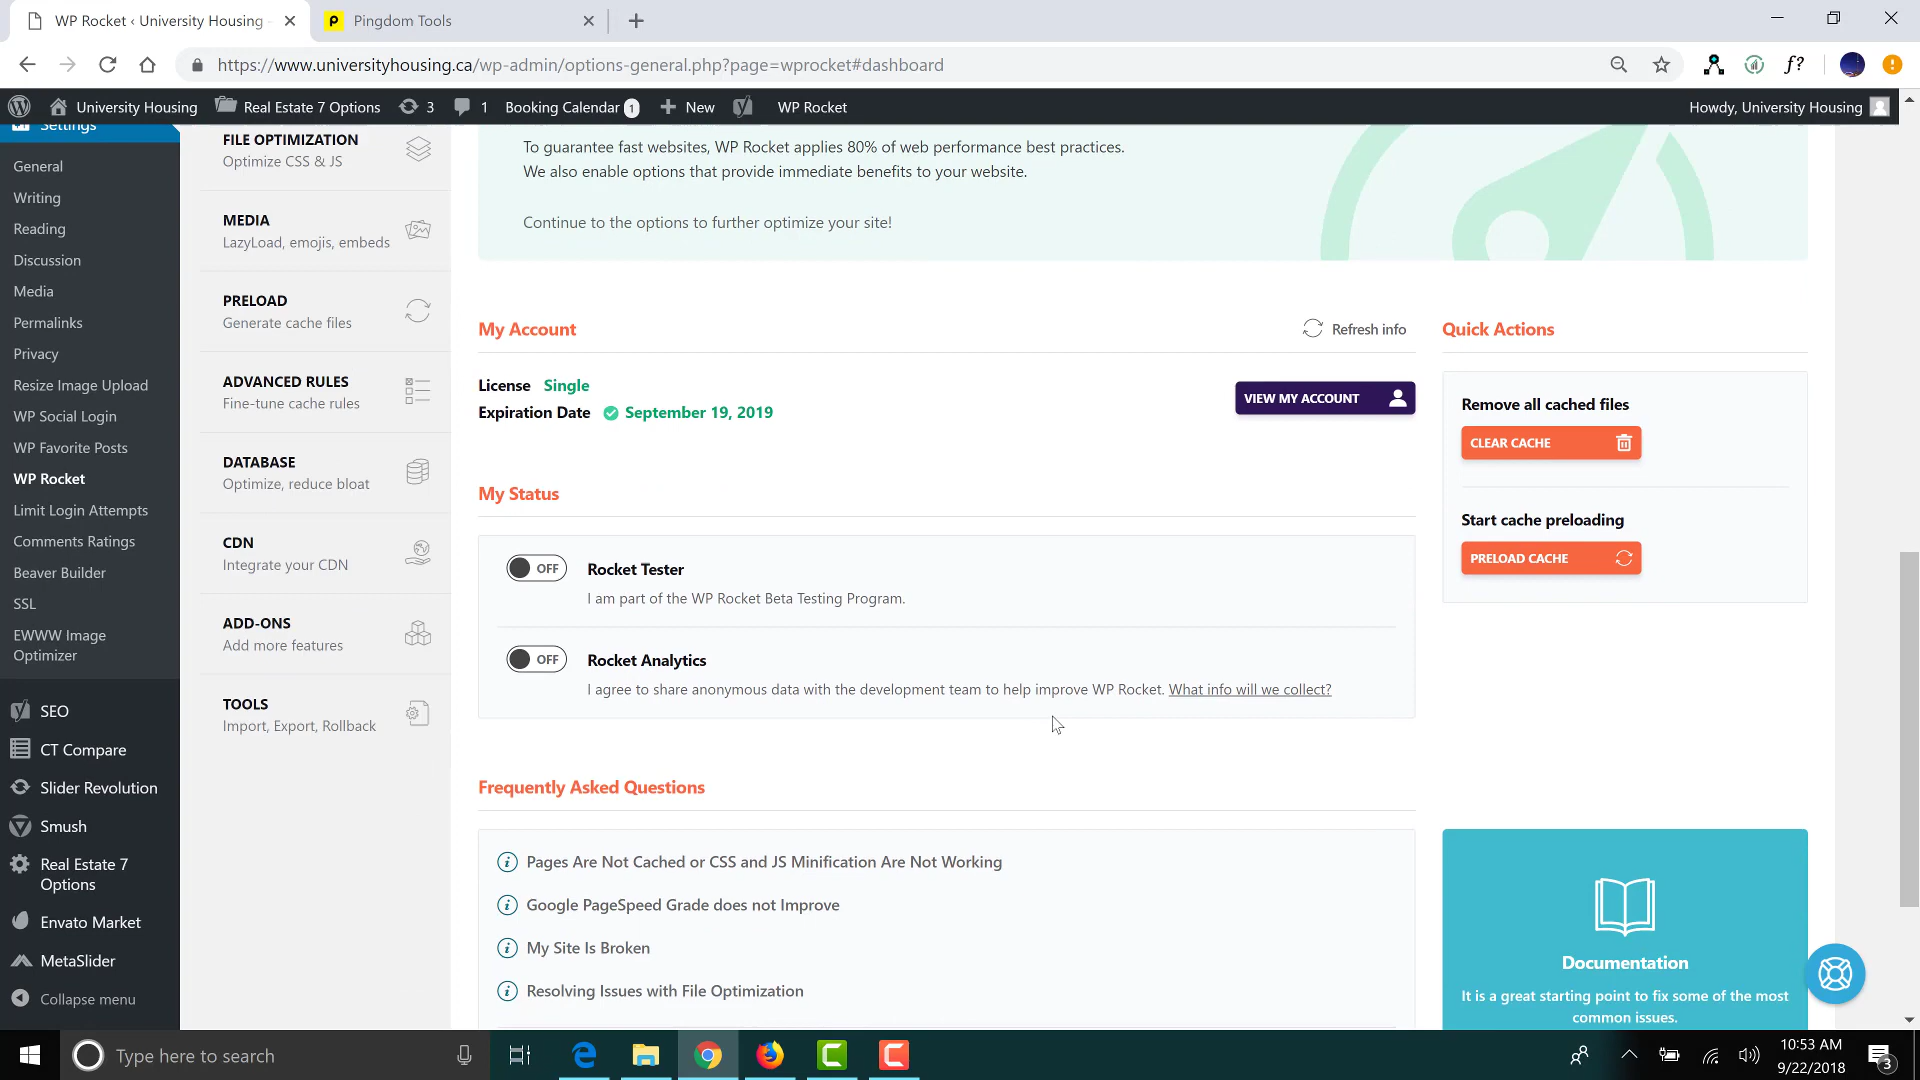 WP Rocket ‹ University Housing -
Pingdom Tools
https://www.universityhousing.ca/wp-admin/options-general.php?page=wprocket#dashboard
f?
University Housing
Real Estate 7 Options
3
1
Booking Calendar 1
New
WP Rocket
Howdy, University Housing
Settings
General
Writing
Reading
Discussion
Media
Permalinks
Privacy
Resize Image Upload
WP Social Login
WP Favorite Posts
WP Rocket
Limit Login Attempts
Comments Ratings
Beaver Builder
SSL
EWWW Image
Optimizer
SEO
CT Compare
Slider Revolution
Smush
Real Estate 7
Options
Envato Market
MetaSlider
Collapse menu
FILE OPTIMIZATION
Optimize CSS & JS
MEDIA
LazyLoad, emojis, embeds
PRELOAD
Generate cache files
ADVANCED RULES
Fine-tune cache rules
DATABASE
Optimize, reduce bloat
CDN
Integrate your CDN
ADD-ONS
Add more features
TOOLS
Import, Export, Rollback
To guarantee fast websites, WP Rocket applies 80% of web performance best practices.
We also enable options that provide immediate benefits to your website.
Continue to the options to further optimize your site!
My Account
Refresh info
License Single
Expiration Date September 19, 2019
VIEW MY ACCOUNT
My Status
OFF
Rocket Tester
I am part of the WP Rocket Beta Testing Program.
OFF
Rocket Analytics
I agree to share anonymous data with the development team to help improve WP Rocket. What info will we collect?
Frequently Asked Questions
Pages Are Not Cached or CSS and JS Minification Are Not Working
Google PageSpeed Grade does not Improve
My Site Is Broken
Resolving Issues with File Optimization
Quick Actions
Remove all cached files
CLEAR CACHE
Start cache preloading
PRELOAD CACHE
Documentation
It is a great starting point to fix some of the most
common issues.
Type here to search
10:53 AM
9/22/2018
3